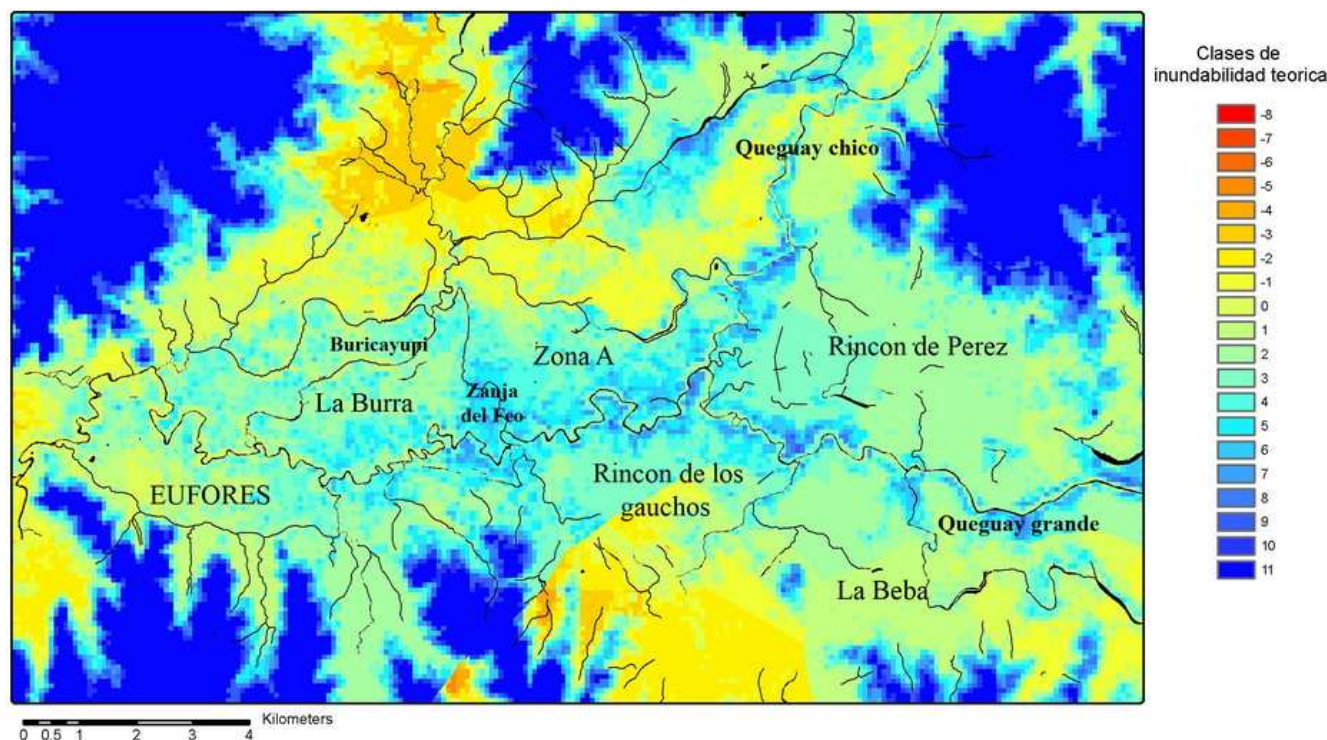 Clases de
inundabilidad teorica
-8
-7
-6
-5
-4
-3
-2
-1
0
1
2
3
4
5
6
7
8
9
10
11
Queguay chico
Buricayupi
Zona A
Rincon de Perez
La Burra
Zanja
del Feo
EUFORES
Rincon de los
gauchos
Queguay grande
La Beba
Kilometers
0 0.5 1 2 3 4